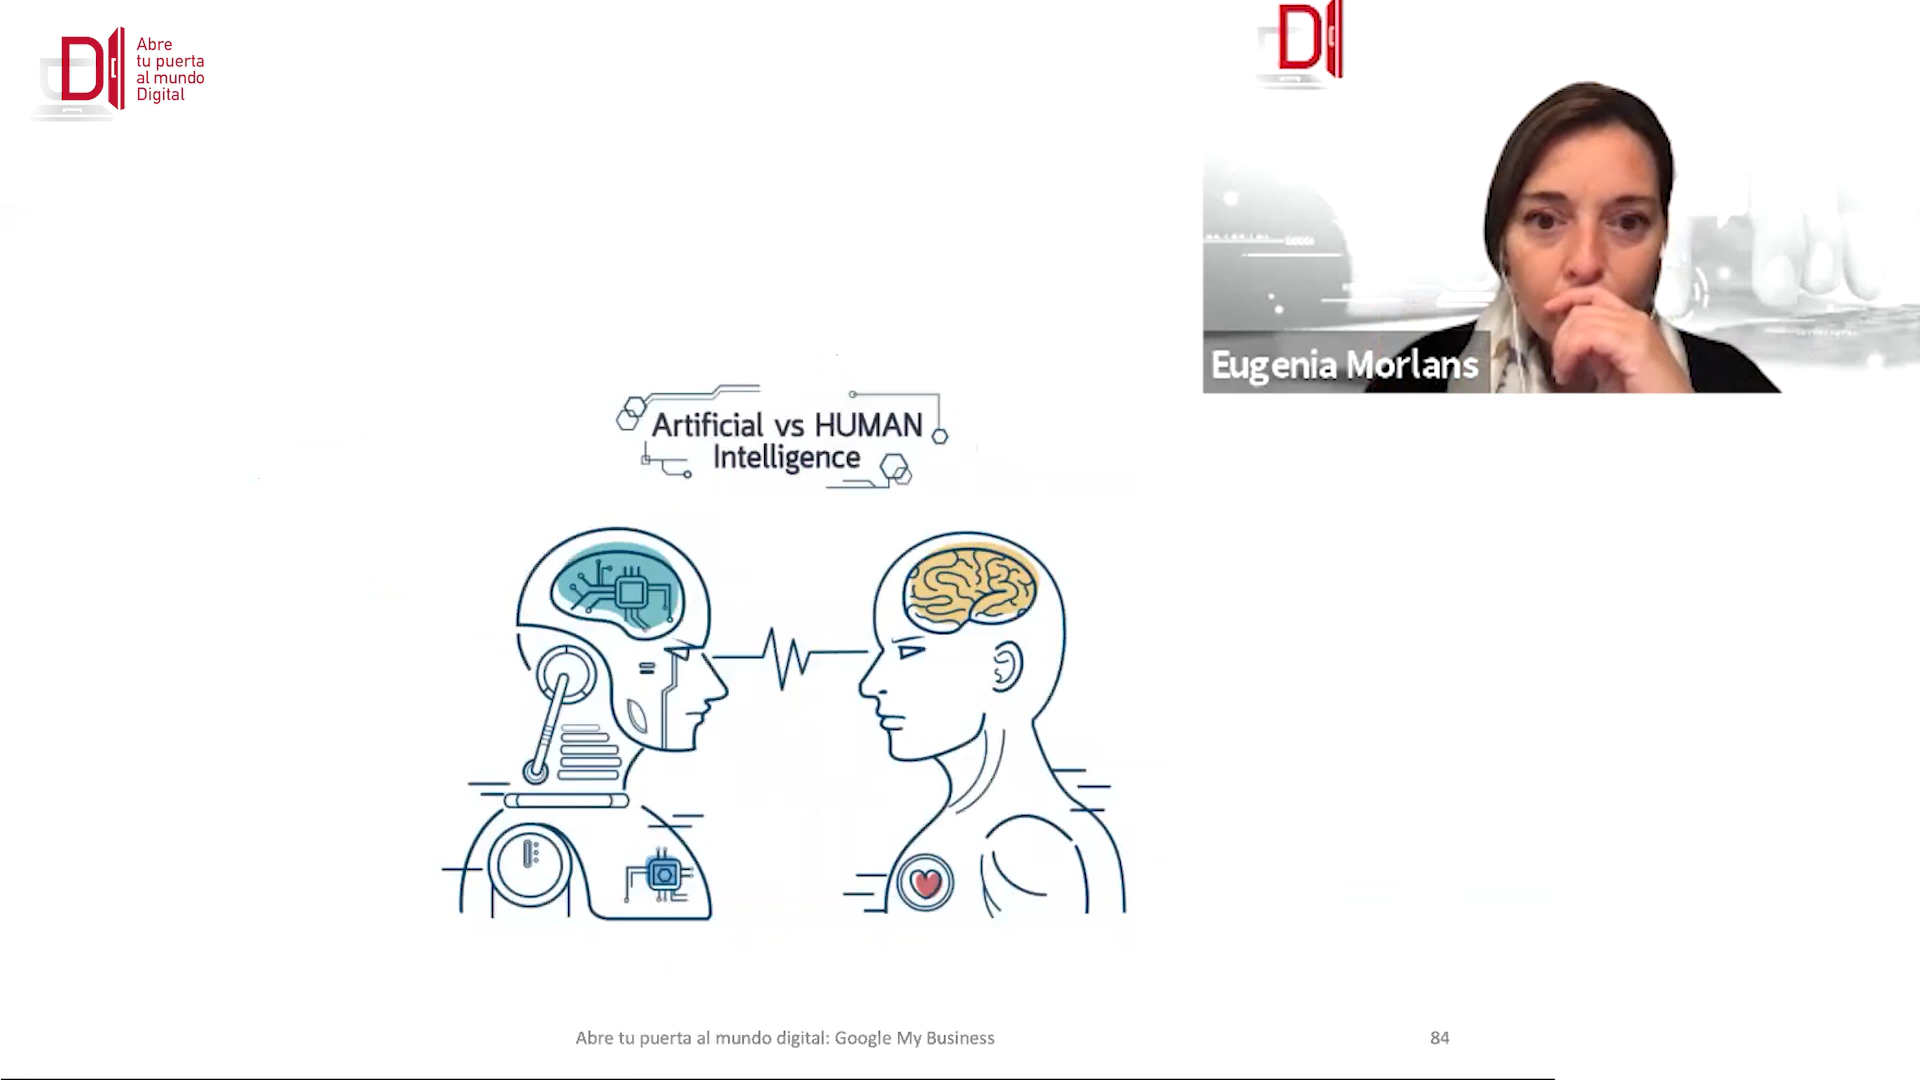 D
Abre
tu puerta
al mundo
Digital
D
Eugenia Morlans
Artificial vs HUMAN
Intelligence
Abre tu puerta al mundo digital: Google My Business
84